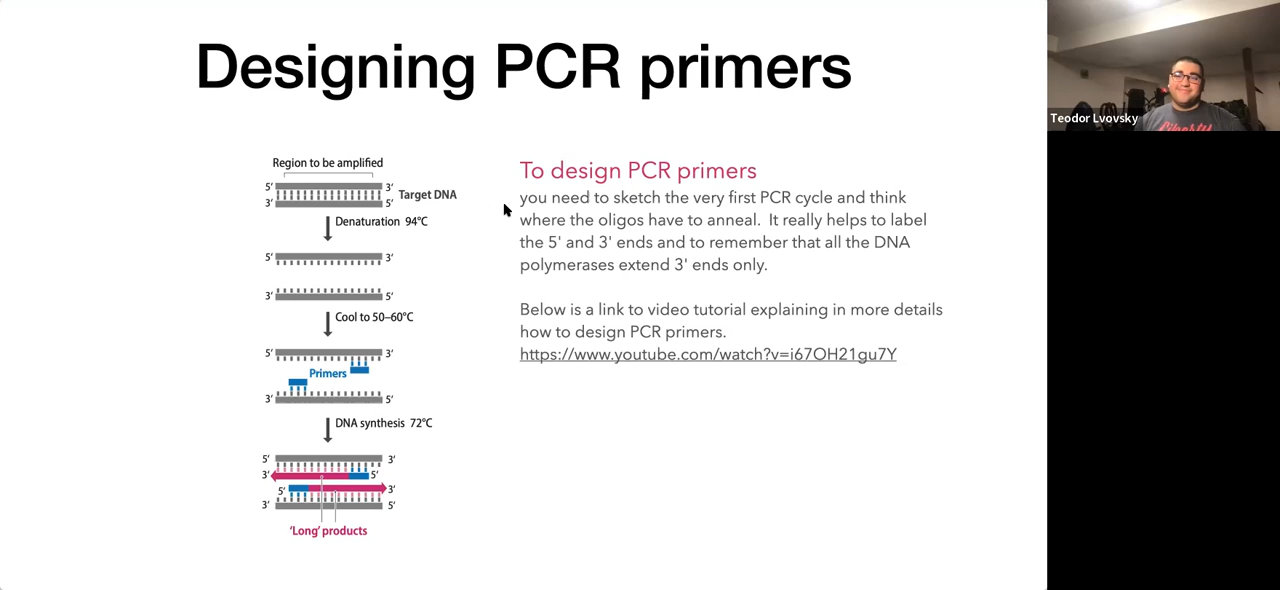 Designing PCR primers
Teodor Lvovsky
Region to be amplified
5′ 3′
Target DNA
3′ 5′
Denaturation 94°C
5′ 3′
3′ 5′
Cool to 50–60°C
5′ 3′
Primers
3′ 5′
DNA synthesis 72°C
5′ 3′
3′ 5′
5′ 3′
3′ 5′
‘Long’ products
To design PCR primers
you need to sketch the very first PCR cycle and think
where the oligos have to anneal. It really helps to label
the 5' and 3' ends and to remember that all the DNA
polymerases extend 3' ends only.
Below is a link to video tutorial explaining in more details
how to design PCR primers.
https://www.youtube.com/watch?v=i67OH21gu7Y